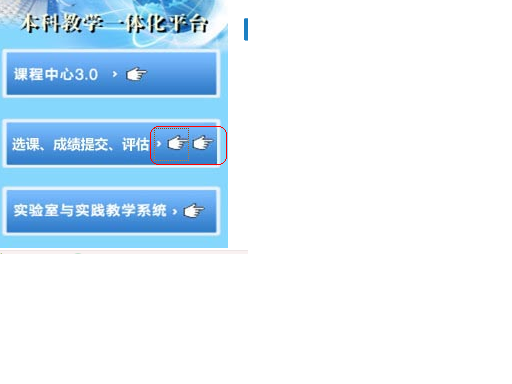 本科教学一体化平台
课程中心3.0 ›
选课、成绩提交、评估 ›
实验室与实践教学系统 ›